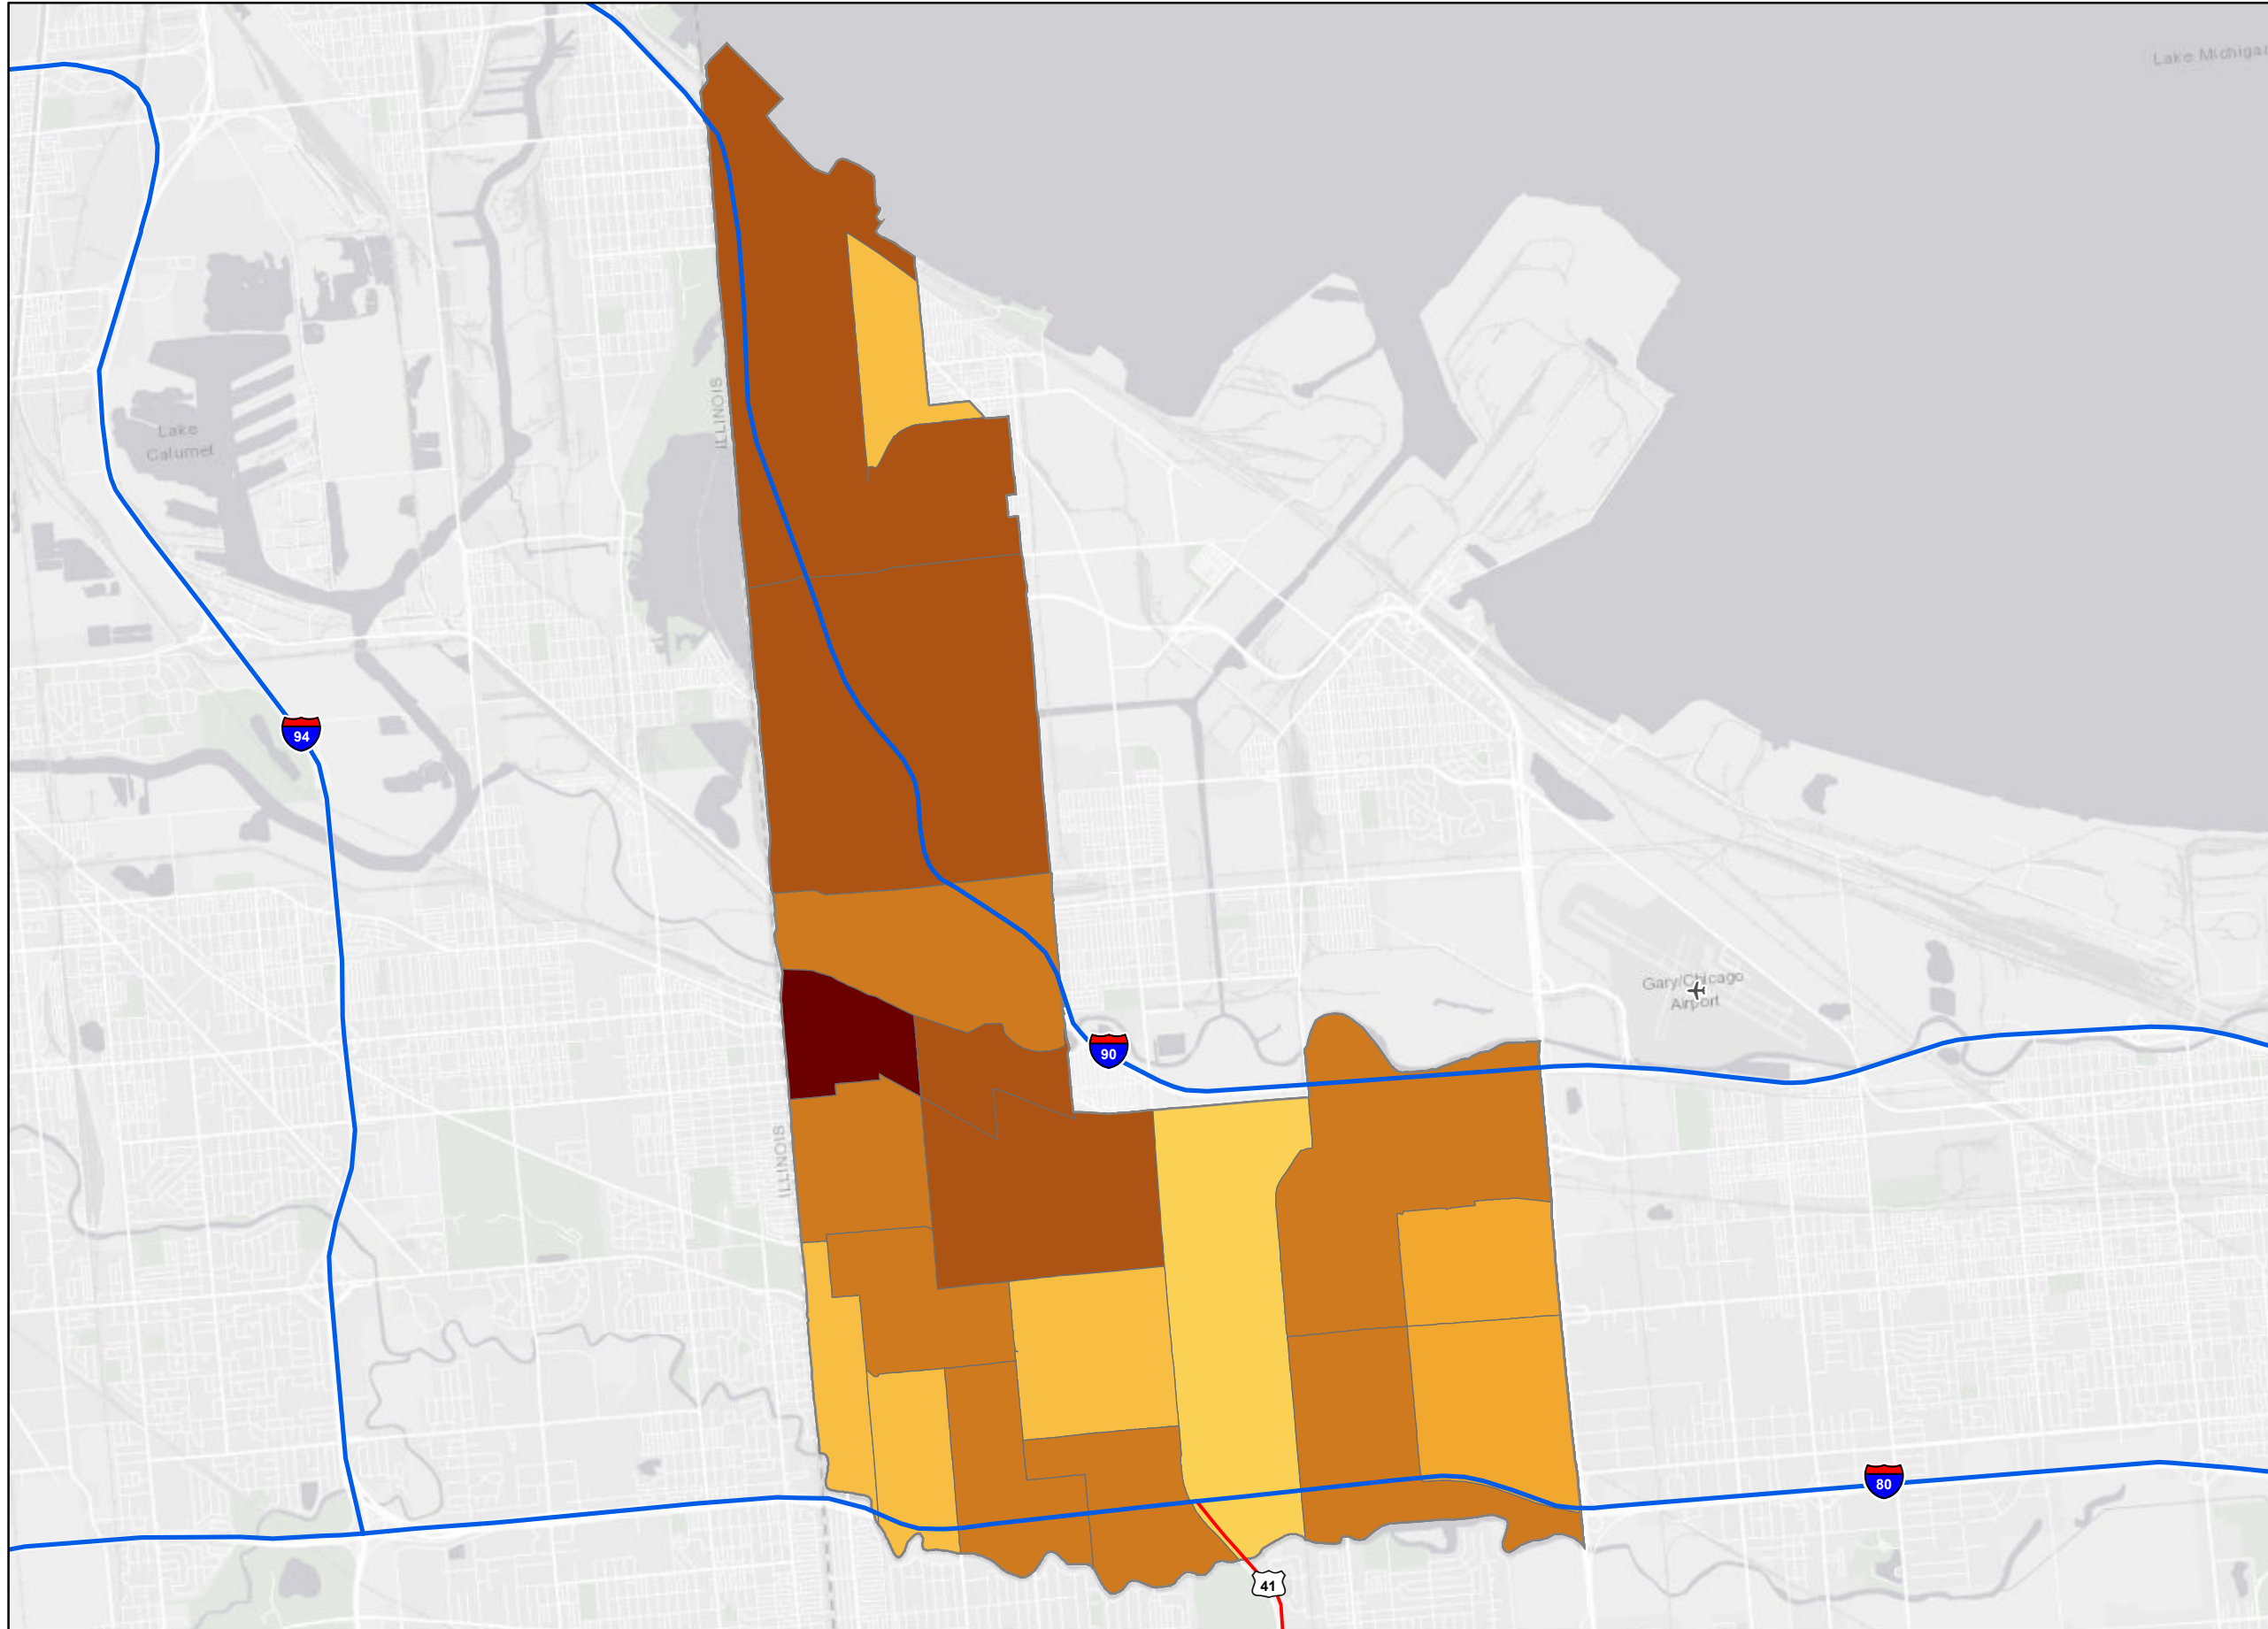 Lake Michigan
ILLINOIS
Lake
Calumet
94
Gary/Chicago
Airport
90
ILLINOIS
80
41